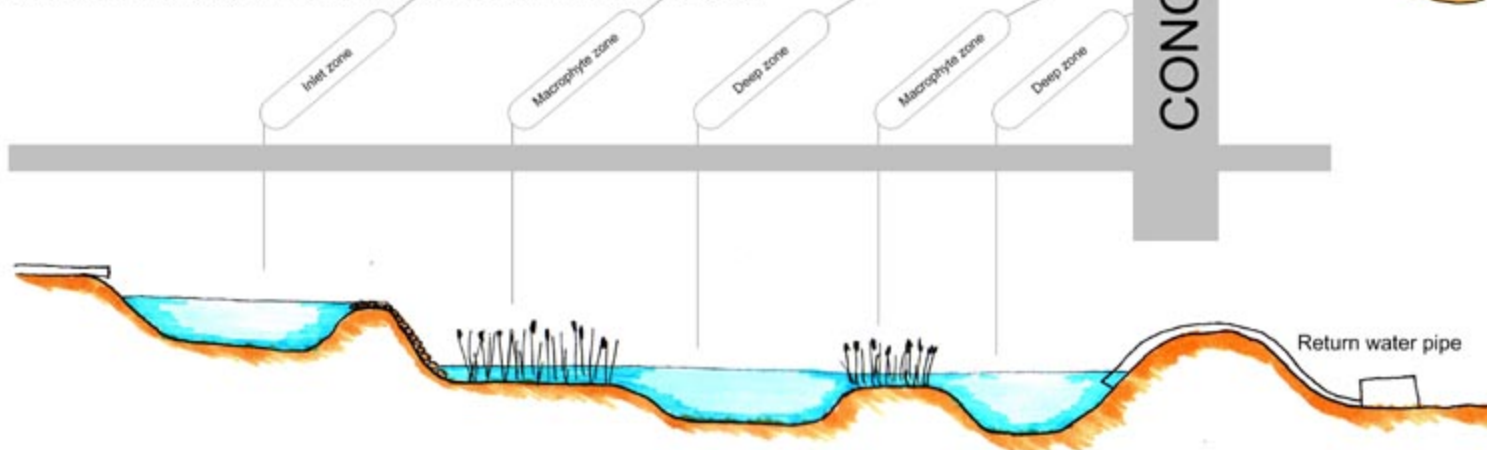 Inlet zone
Macrophyte zone
Deep zone
Macrophyte zone
Deep zone
CONC
Return water pipe